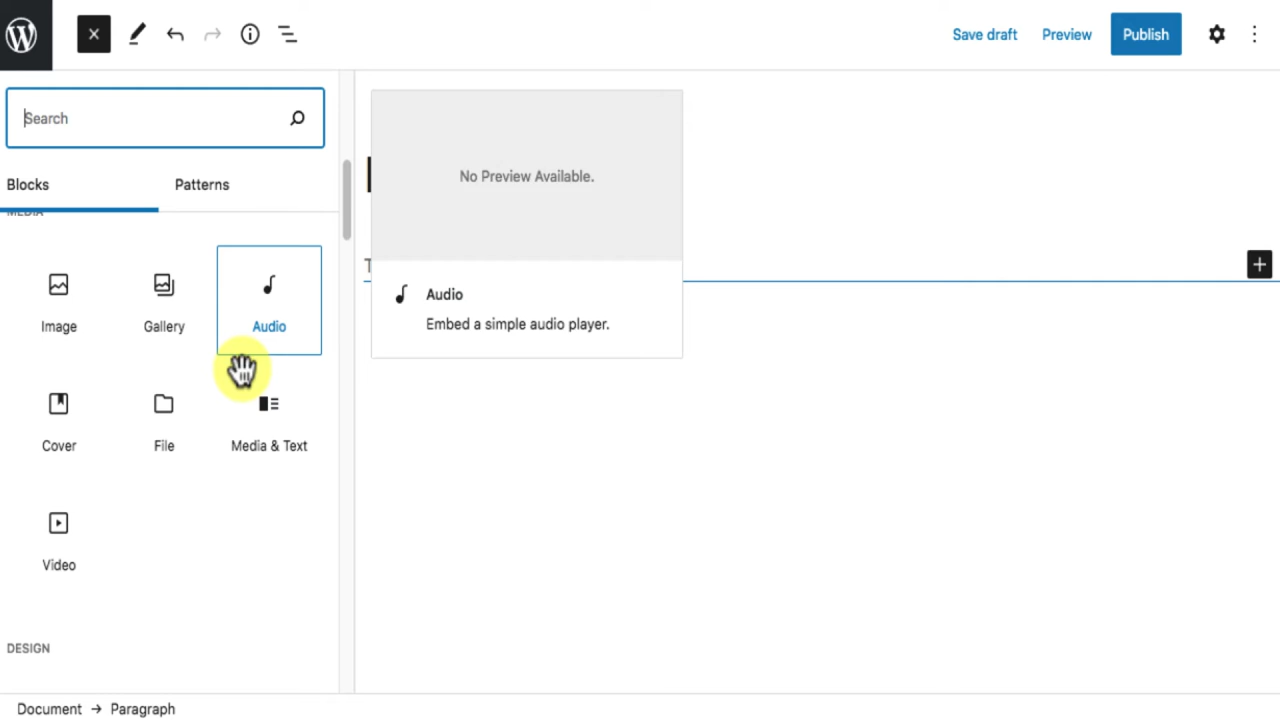 Save draft Preview Publish
Search
Blocks Patterns
MEDIA
Image Gallery Audio
Cover File Media & Text
Video
DESIGN
No Preview Available.
Audio
Embed a simple audio player.
T
Document → Paragraph